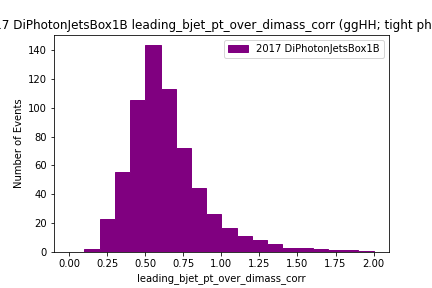 7 DiPhotonJetsBox1B leading_bjet_pt_over_dimass_corr (ggHH; tight ph
2017 DiPhotonJetsBox1B
Number of Events
140
120
100
80
60
40
20
0
0.00 0.25 0.50 0.75 1.00 1.25 1.50 1.75 2.00
leading_bjet_pt_over_dimass_corr